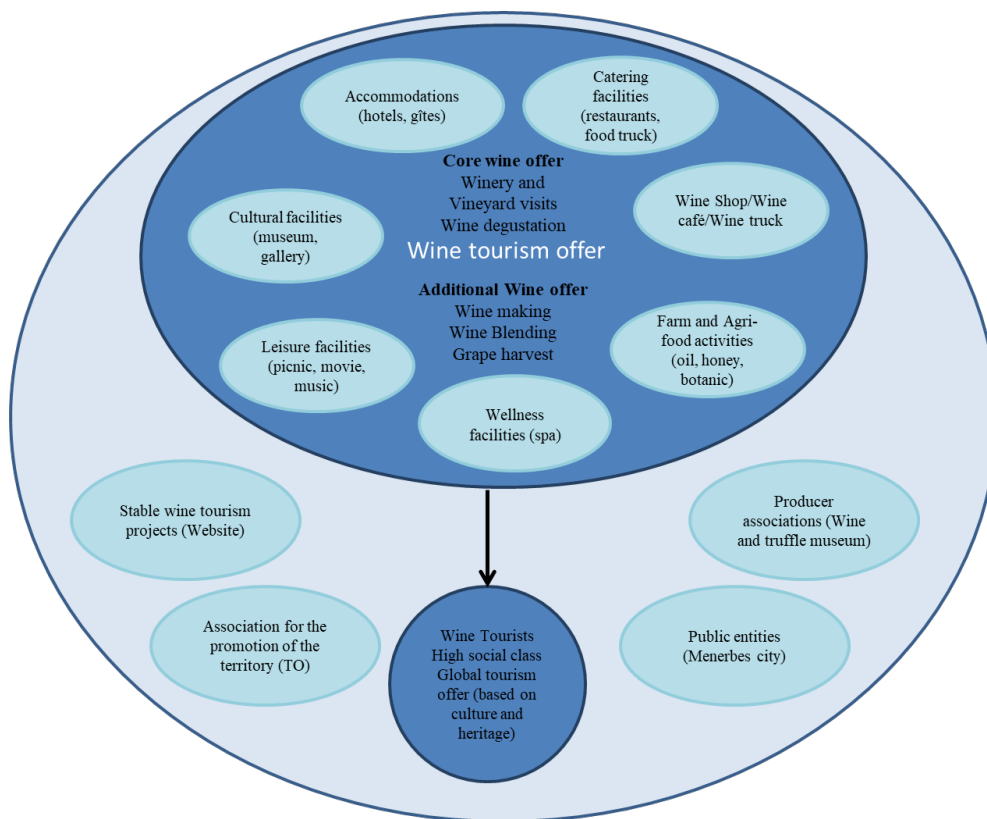 Accommodations
(hotels, gîtes)
Catering
facilities
(restaurants,
food truck)
Core wine offer
Winery and
Vineyard visits
Wine degustation
Cultural facilities
(museum,
gallery)
Wine Shop/Wine
café/Wine truck
Wine tourism offer
Additional Wine offer
Wine making
Wine Blending
Grape harvest
Leisure facilities
(picnic, movie,
music)
Farm and Agri-
food activities
(oil, honey,
botanic)
Wellness
facilities (spa)
Stable wine tourism
projects (Website)
Producer
associations (Wine
and truffle museum)
Association for the
promotion of the
territory (TO)
Wine Tourists
High social class
Global tourism
offer (based on
culture and
heritage)
Public entities
(Menerbes city)